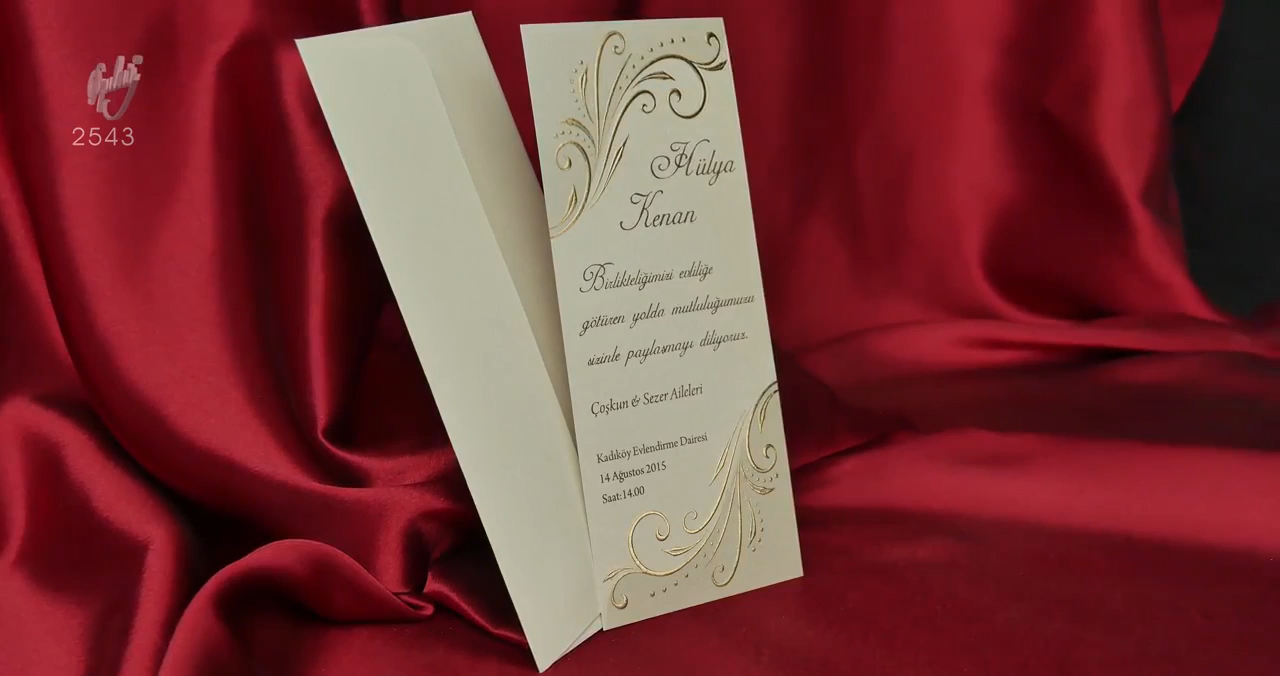 2543
Hülya
Kenan
Birlikteliğimizi evliliğe
götüren yolda mutluluğumuzu
sizinle paylaşmayı diliyoruz.
Çoşkun & Sezer Aileleri
Kadıköy Evlendirme Dairesi
14 Ağustos 2015
Saat:14.00